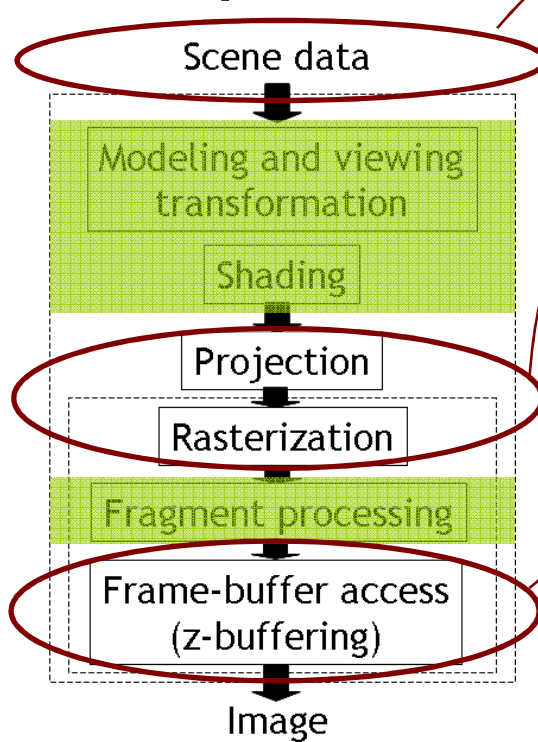 Scene data
Modeling and viewing
transformation
Shading
Projection
Rasterization
Fragment processing
Frame-buffer access
(z-buffering)
Image